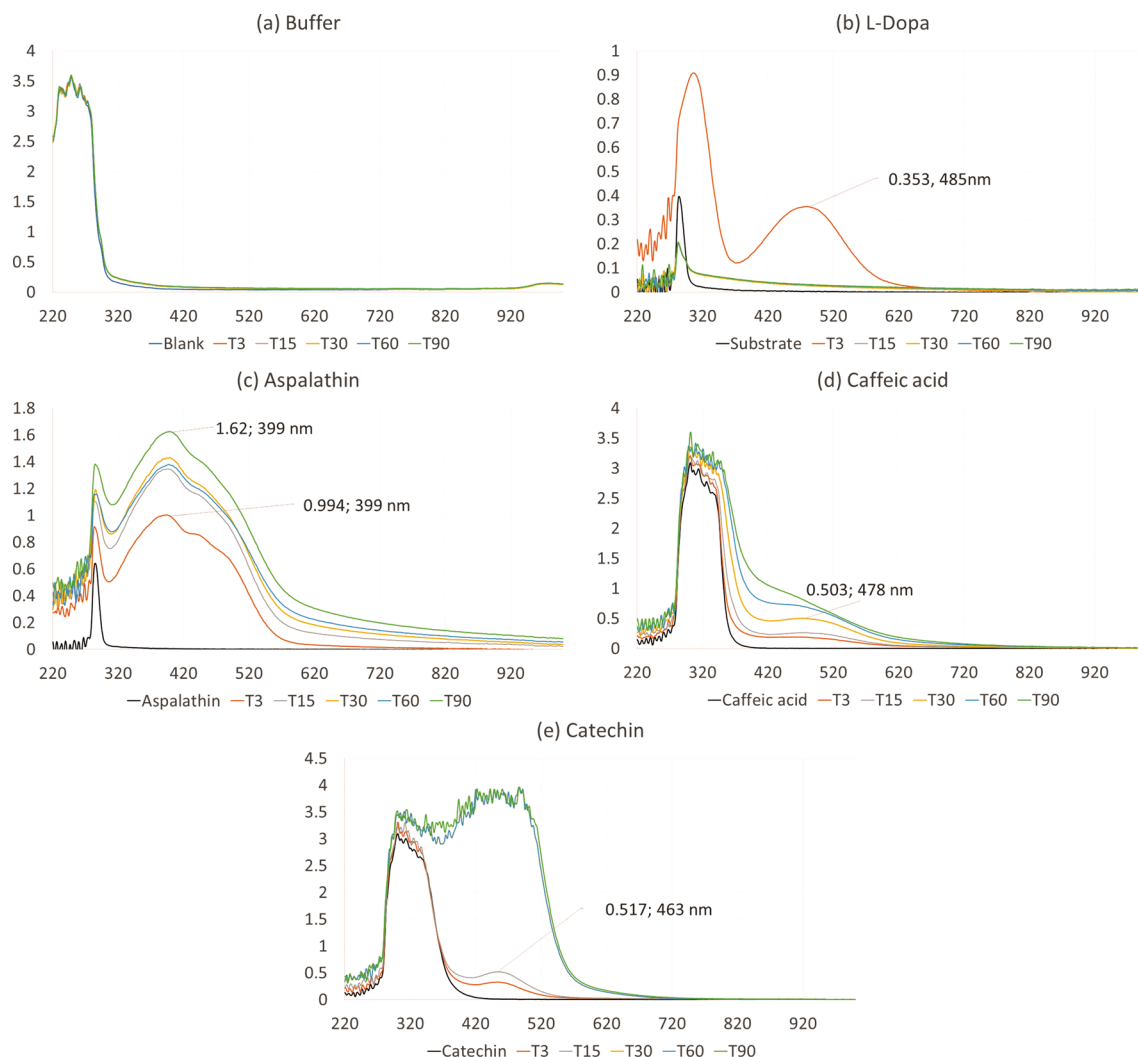 (a) Buffer
4
3.5
3
2.5
2
1.5
1
0.5
0
220 320 420 520 620 720 820 920
Blank T3 T15 T30 T60 T90
(b) L-Dopa
1
0.9
0.8
0.7
0.6
0.5
0.4
0.3
0.2
0.1
0
0.353, 485nm
220 320 420 520 620 720 820 920
Substrate T3 T15 T30 T60 T90
(c) Aspalathin
1.8
1.6
1.4
1.2
1
0.8
0.6
0.4
0.2
0
1.62; 399 nm
0.994; 399 nm
220 320 420 520 620 720 820 920
Aspalathin T3 T15 T30 T60 T90
(d) Caffeic acid
4
3.5
3
2.5
2
1.5
1
0.5
0
0.503; 478 nm
220 320 420 520 620 720 820 920
Caffeic acid T3 T15 T30 T60 T90
(e) Catechin
4.5
4
3.5
3
2.5
2
1.5
1
0.5
0
0.517; 463 nm
220 320 420 520 620 720 820 920
Catechin T3 T15 T30 T60 T90